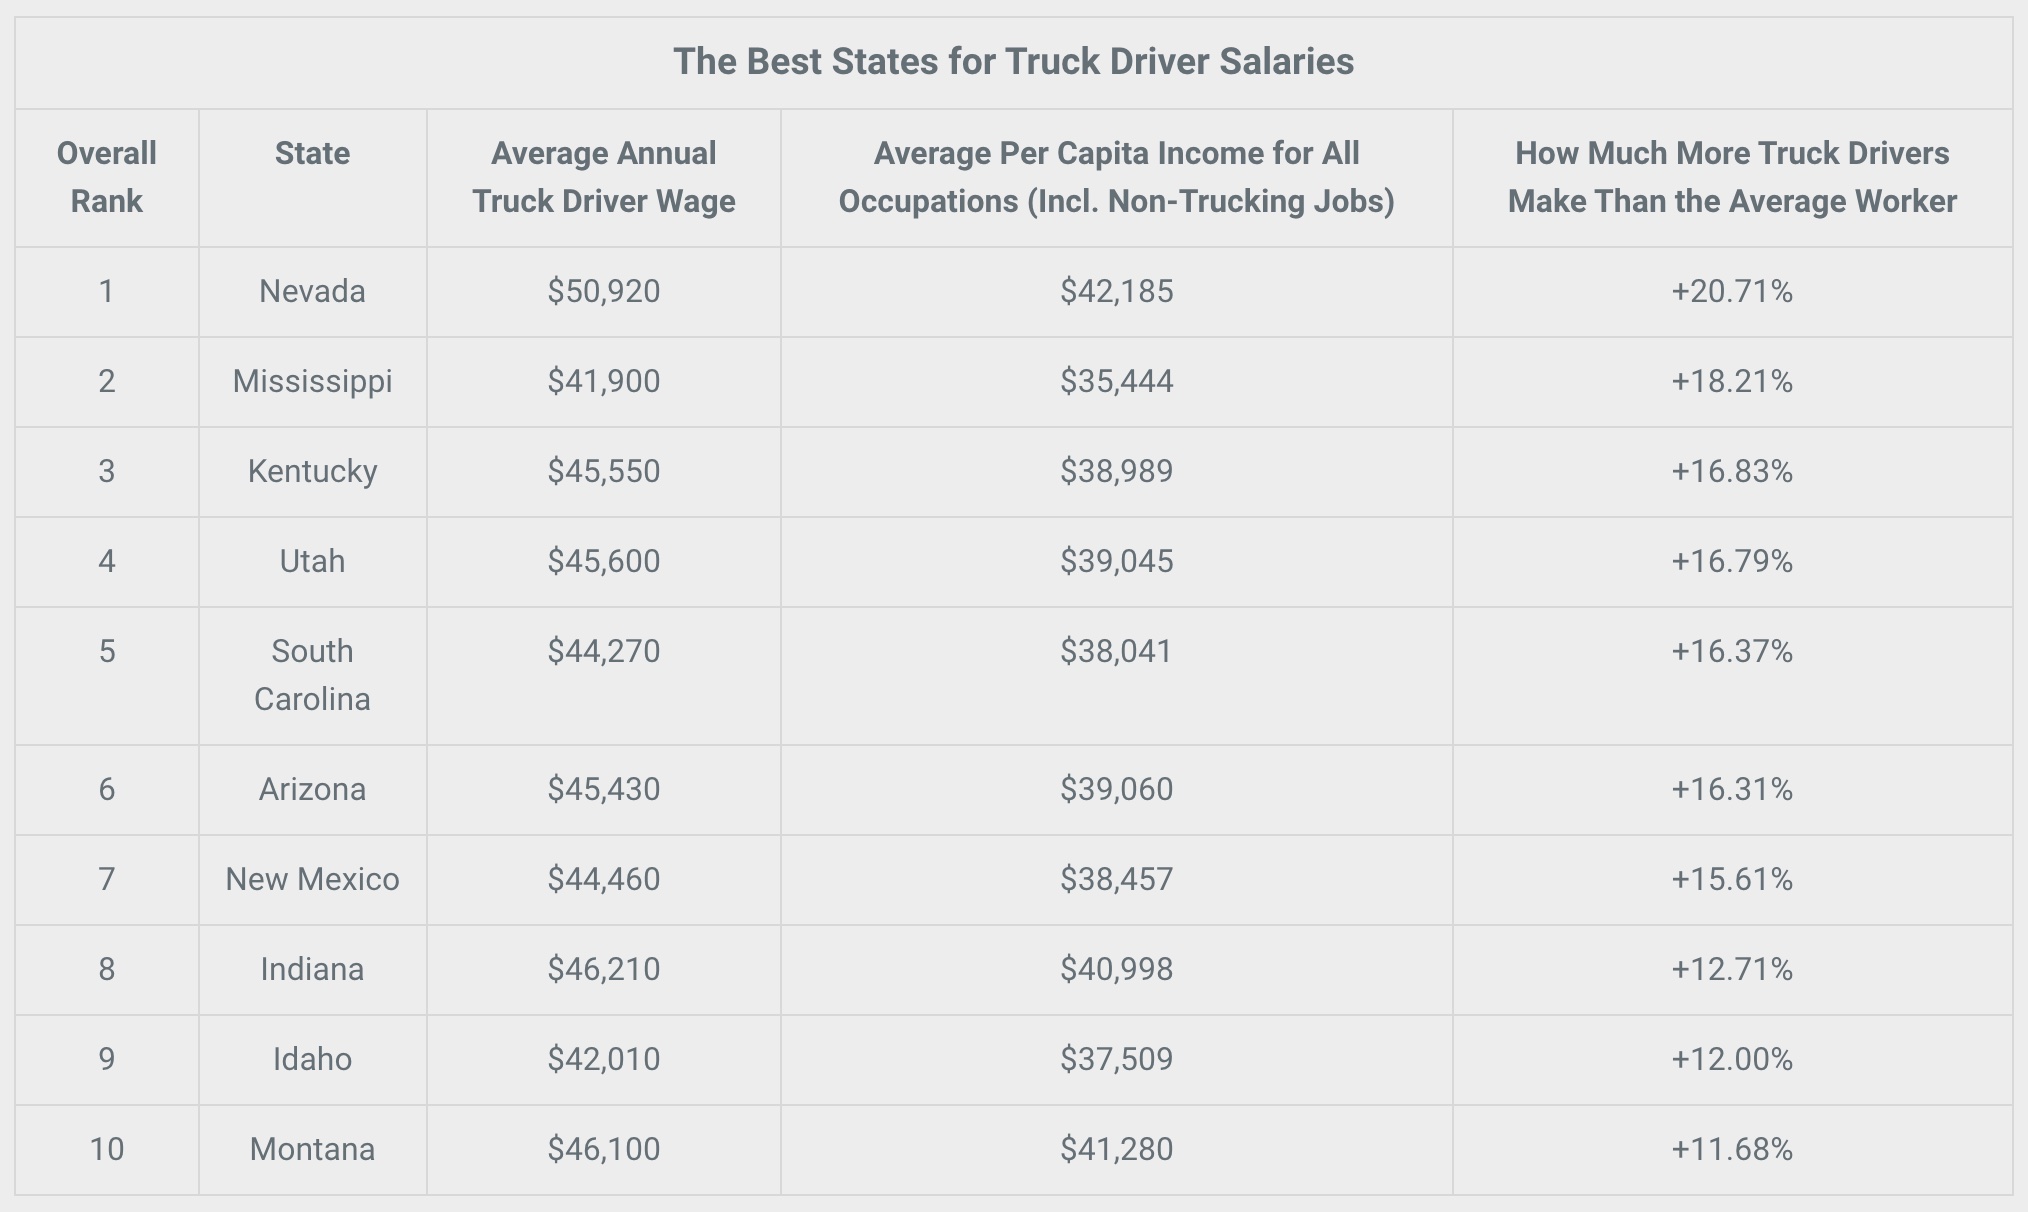 The Best States for Truck Driver Salaries
Overall Rank | State | Average Annual Truck Driver Wage | Average Per Capita Income for All Occupations (Incl. Non-Trucking Jobs) | How Much More Truck Drivers Make Than the Average Worker
1 | Nevada | $50,920 | $42,185 | +20.71%
2 | Mississippi | $41,900 | $35,444 | +18.21%
3 | Kentucky | $45,550 | $38,989 | +16.83%
4 | Utah | $45,600 | $39,045 | +16.79%
5 | South Carolina | $44,270 | $38,041 | +16.37%
6 | Arizona | $45,430 | $39,060 | +16.31%
7 | New Mexico | $44,460 | $38,457 | +15.61%
8 | Indiana | $46,210 | $40,998 | +12.71%
9 | Idaho | $42,010 | $37,509 | +12.00%
10 | Montana | $46,100 | $41,280 | +11.68%